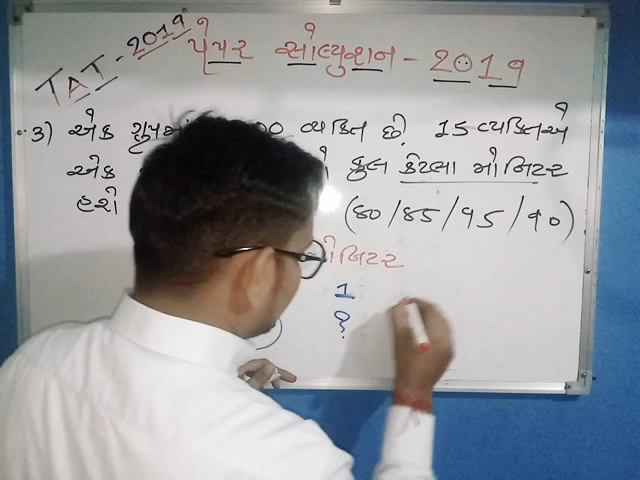 TAT-2019
પેપર સોલ્યુશન - 2019
3) એક ગ્રુપમાં 00 વ્યકિત છે. 15 વ્યકિતએ
એક કુલ કેટલા મોનિટર
હશે
(80/85/95/90)
મોનિટર
1
?